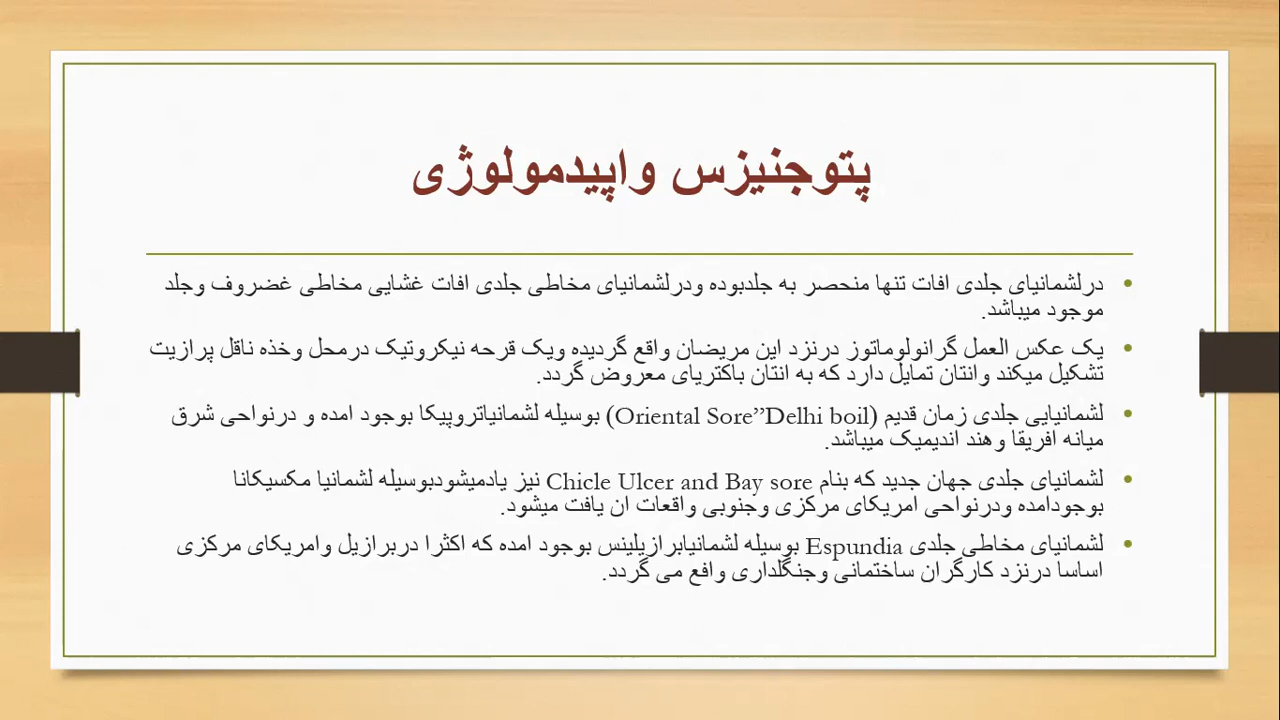 پتوجنیزس واپیدمولوژی
• درلشمانیای جلدی افات تنها منحصر به جلدبوده ودرلشمانیای مخاطی جلدی افات غشایی مخاطی غضروف وجلد
موجود میباشد.
• یک عکس العمل گرانولوماتوز درنزد این مریضان واقع گردیده ویک قرحه نیکروتیک درمحل وخذه ناقل پرازیت
تشکیل میکند وانتان تمایل دارد که به انتان باکتریای معروض گردد.
• لشمانیایی جلدی زمان قدیم (Oriental Sore”Delhi boil) بوسیله لشمانیاتروپیکا بوجود امده و درنواحی شرق
میانه افریقا وهند اندیمیک میباشد.
• لشمانیای جلدی جهان جدید که بنام Chicle Ulcer and Bay sore نیز یادمیشودبوسیله لشمانیا مکسیکانا
بوجودامده ودرنواحی امریکای مرکزی وجنوبی واقعات ان یافت میشود.
• لشمانیای مخاطی جلدی Espundia بوسیله لشمانیابرازیلینس بوجود امده که اکثرا دربرازیل وامریکای مرکزی
اساسا درنزد کارگران ساختمانی وجنگلداری وافع می گردد.